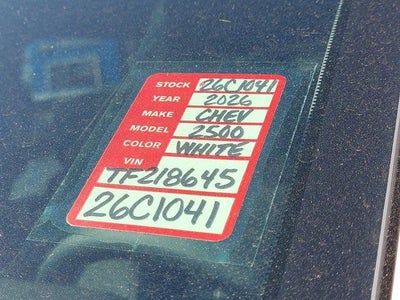 STOCK 26C1041
YEAR 2026
MAKE CHEV
MODEL 2500
COLOR WHITE
VIN
TF218645
26C1041